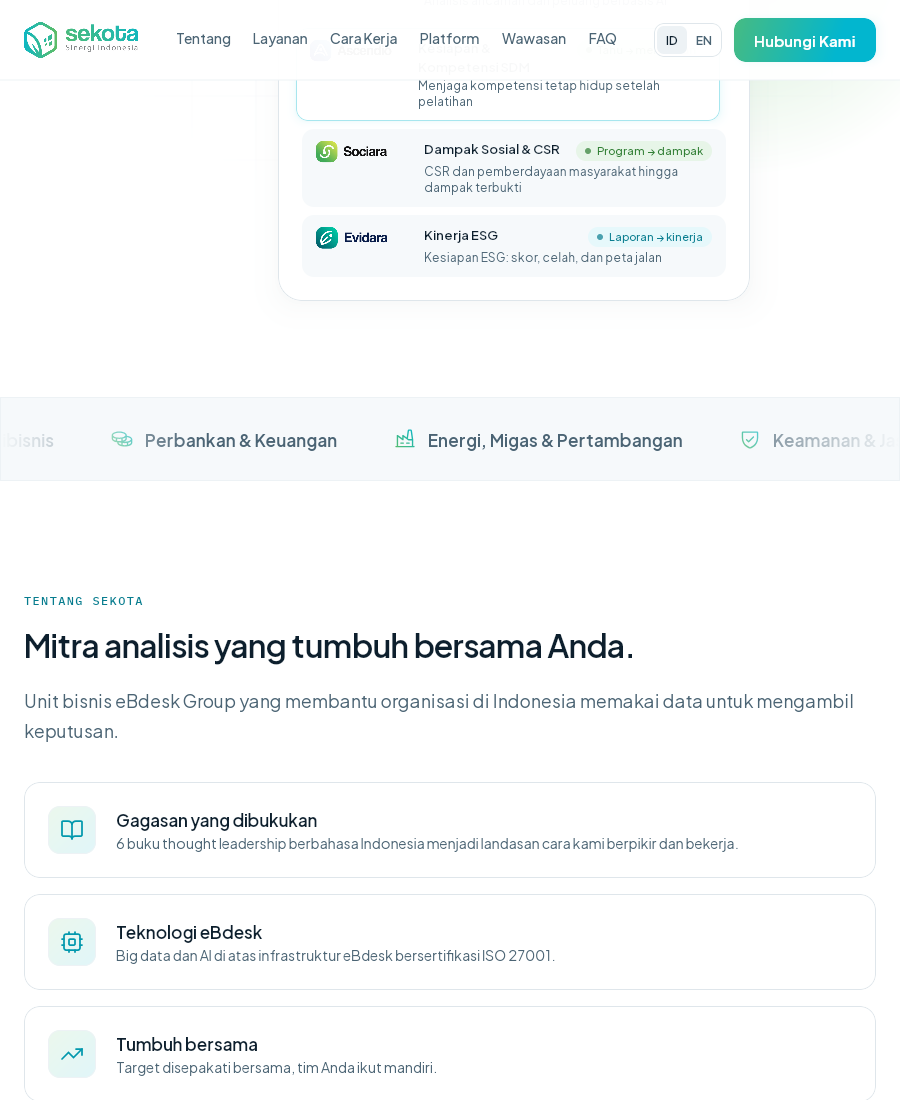 sekota
Sinergi Indonesia
Tentang
Layanan
Cara Kerja
Platform
Wawasan
FAQ
ID
EN
Hubungi Kami
Kompetensi SDM
Menjaga kompetensi tetap hidup setelah
pelatihan
Sociara
Dampak Sosial & CSR
Program → dampak
CSR dan pemberdayaan masyarakat hingga
dampak terbukti
Evidara
Kinerja ESG
Laporan → kinerja
Kesiapan ESG: skor, celah, dan peta jalan
bisnis
Perbankan & Keuangan
Energi, Migas & Pertambangan
Keamanan & Ja
TENTANG SEKOTA
Mitra analisis yang tumbuh bersama Anda.
Unit bisnis eBdesk Group yang membantu organisasi di Indonesia memakai data untuk mengambil
keputusan.
Gagasan yang dibukukan
6 buku thought leadership berbahasa Indonesia menjadi landasan cara kami berpikir dan bekerja.
Teknologi eBdesk
Big data dan AI di atas infrastruktur eBdesk bersertifikasi ISO 27001.
Tumbuh bersama
Target disepakati bersama, tim Anda ikut mandiri.